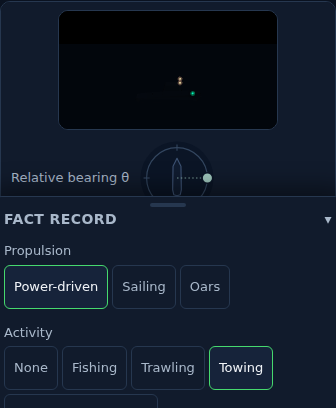 Relative bearing θ
FACT RECORD ▼
Propulsion
Power-driven Sailing Oars
Activity
None Fishing Trawling Towing